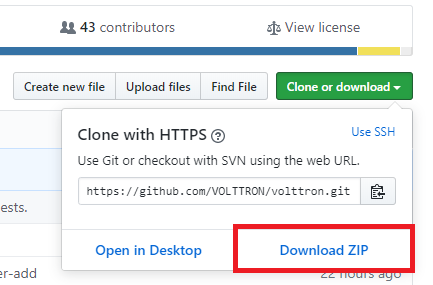 43 contributors
View license
Create new file
Upload files
Find File
Clone or download
Clone with HTTPS
Use SSH
Use Git or checkout with SVN using the web URL.
https://github.com/VOLTTRON/volttron.git
ests.
Open in Desktop
Download ZIP
er-add
22 hours ago